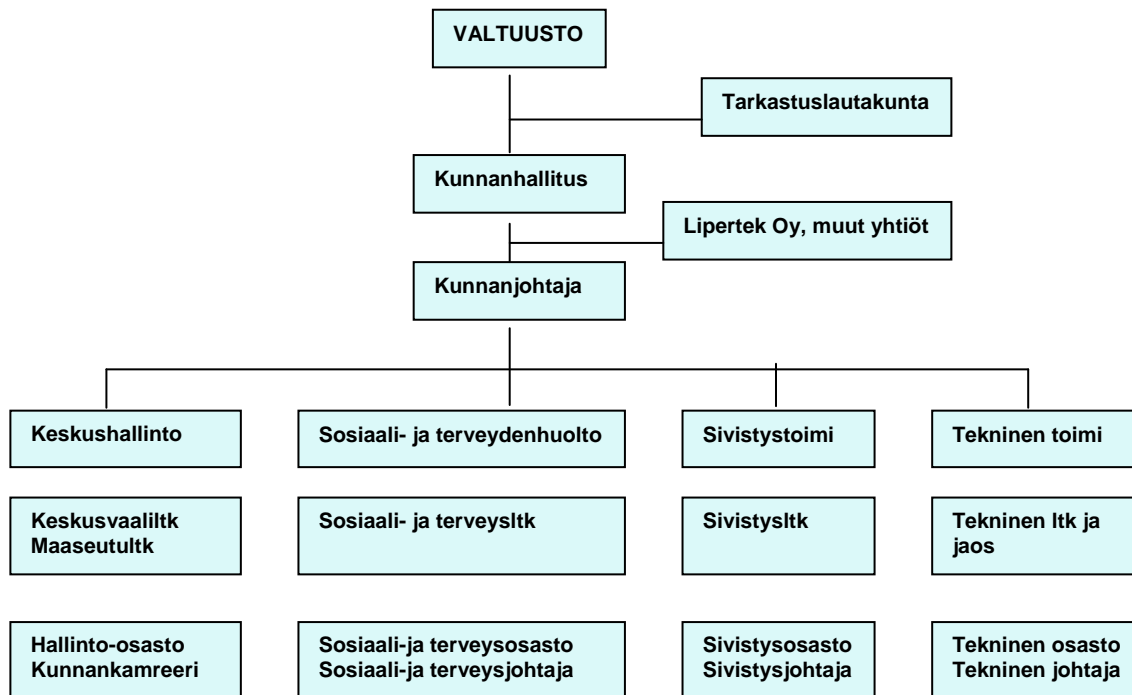 VALTUUSTO
Tarkastuslautakunta
Kunnanhallitus
Lipertek Oy, muut yhtiöt
Kunnanjohtaja
Keskushallinto
Sosiaali- ja terveydenhuolto
Sivistystoimi
Tekninen toimi
Keskusvaaliltk
Maaseutultk
Sosiaali- ja terveysltk
Sivistysltk
Tekninen ltk ja
jaos
Hallinto-osasto
Kunnankamreeri
Sosiaali-ja terveysosasto
Sosiaali-ja terveysjohtaja
Sivistysosasto
Sivistysjohtaja
Tekninen osasto
Tekninen johtaja